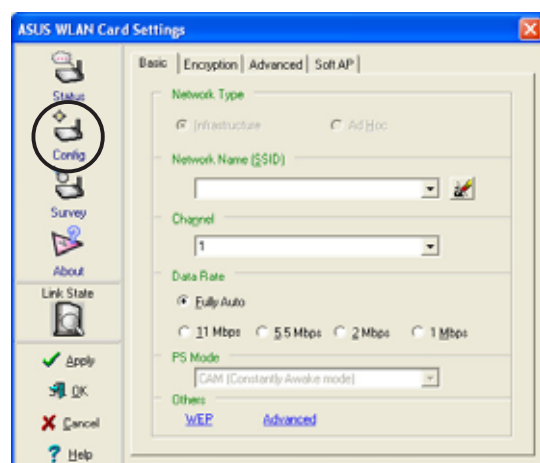 ASUS WLAN Card Settings
Status
Config
Survey
About
Link State
Apply
OK
Cancel
Help
Basic Encryption Advanced Soft AP
Network Type
Infrastructure Ad Hoc
Network Name (SSID)
Channel
1
Data Rate
Fully Auto
11 Mbps 5.5 Mbps 2 Mbps 1 Mbps
PS Mode
CAM (Constantly Awake mode)
Others
WEP Advanced